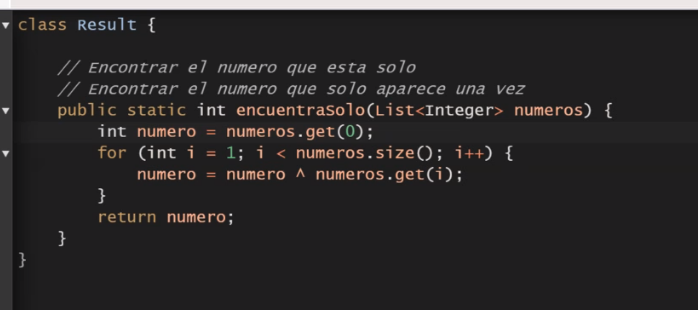 class Result {
// Encontrar el numero que esta solo
// Encontrar el numero que solo aparece una vez
public static int encuentraSolo(List<Integer> numeros) {
int numero = numeros.get(0);
for (int i = 1; i < numeros.size(); i++) {
numero = numero ^ numeros.get(i);
}
return numero;
}
}